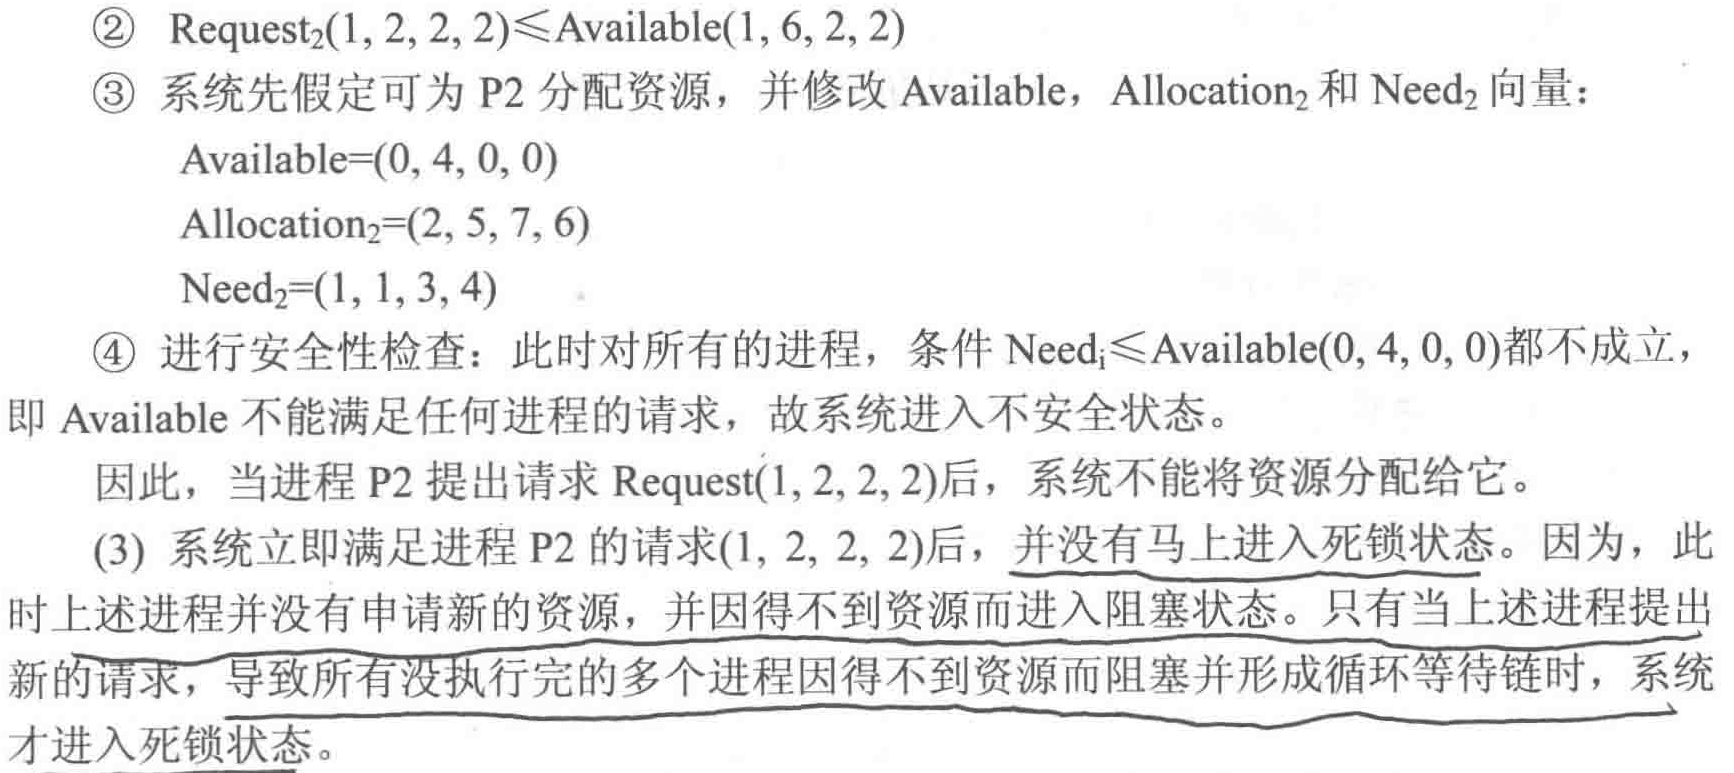 ② Request₂(1, 2, 2, 2)≤Available(1, 6, 2, 2)
③ 系统先假定可为 P2 分配资源，并修改 Available，Allocation₂ 和 Need₂ 向量：
Available=(0, 4, 0, 0)
Allocation₂=(2, 5, 7, 6)
Need₂=(1, 1, 3, 4)
④ 进行安全性检查：此时对所有的进程，条件 Needᵢ≤Available(0, 4, 0, 0)都不成立，
即 Available 不能满足任何进程的请求，故系统进入不安全状态。
因此，当进程 P2 提出请求 Request(1, 2, 2, 2)后，系统不能将资源分配给它。
(3) 系统立即满足进程 P2 的请求(1, 2, 2, 2)后，并没有马上进入死锁状态。因为，此
时上述进程并没有申请新的资源，并因得不到资源而进入阻塞状态。只有当上述进程提出
新的请求，导致所有没执行完的多个进程因得不到资源而阻塞并形成循环等待链时，系统
才进入死锁状态。